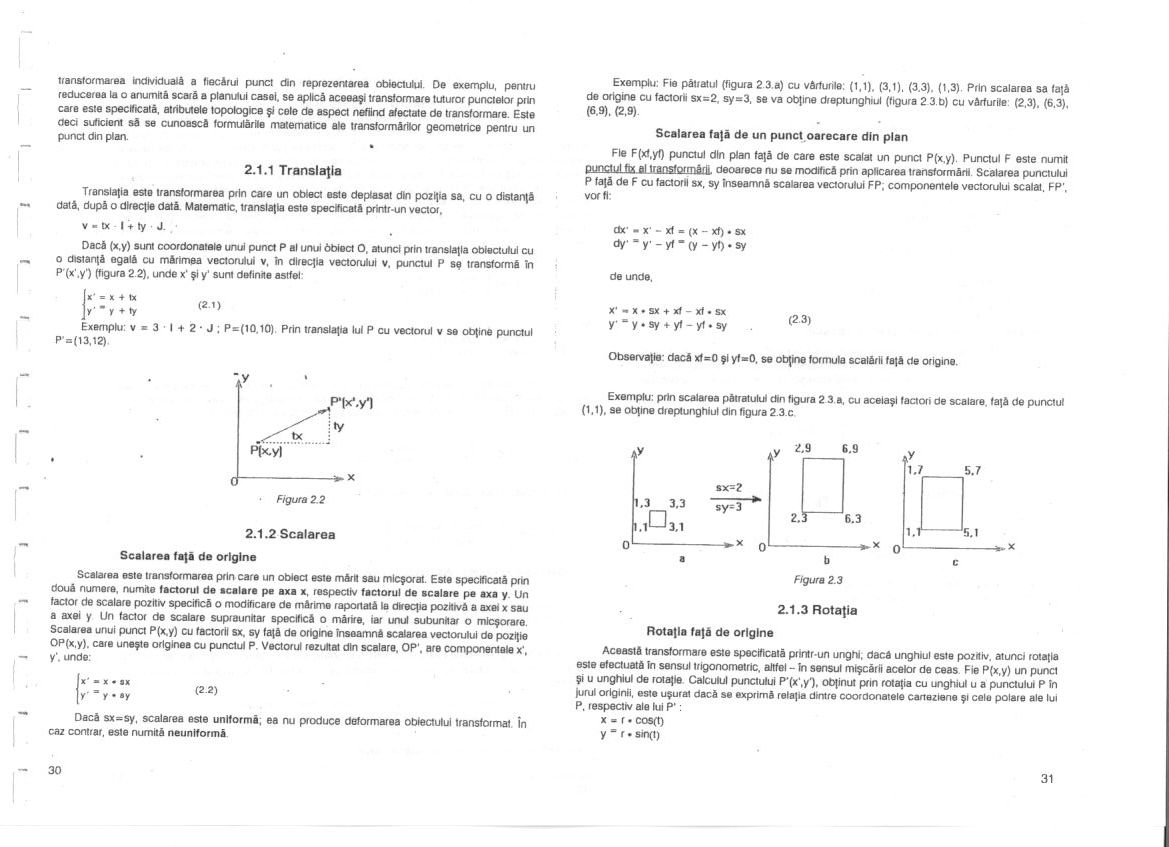 transformarea individuală a fiecărui punct din reprezentarea obiectului. De exemplu, pentru
reducerea la o anumită scară a planului casei, se aplică aceeaşi transformare tuturor punctelor prin
care este specificată, atributele topologice şi cele de aspect nefiind afectate de transformare. Este
deci suficient să se cunoască formulările matematice ale transformărilor geometrice pentru un
punct din plan.
2.1.1 Translaţia
Translaţia este transformarea prin care un obiect este deplasat din poziţia sa, cu o distanţă
dată, după o direcţie dată. Matematic, translaţia este specificată printr-un vector,
v = tx · I + ty · J.
Dacă (x,y) sunt coordonatele unui punct P al unui obiect O, atunci prin translaţia obiectului cu
o distanţă egală cu mărimea vectorului v, în direcţia vectorului v, punctul P se transformă în
P'(x',y') (figura 2.2), unde x' şi y' sunt definite astfel:
x' = x + tx
y' = y + ty (2.1)
Exemplu: v = 3 · I + 2 · J ; P=(10,10). Prin translaţia lui P cu vectorul v se obţine punctul
P'=(13,12).
y
P'(x',y')
ty
tx
P(x,y)
0 x
Figura 2.2
2.1.2 Scalarea
Scalarea faţă de origine
Scalarea este transformarea prin care un obiect este mărit sau micşorat. Este specificată prin
două numere, numite factorul de scalare pe axa x, respectiv factorul de scalare pe axa y. Un
factor de scalare pozitiv specifică o modificare de mărime raportată la direcţia pozitivă a axei x sau
a axei y. Un factor de scalare supraunitar specifică o mărire, iar unul subunitar o micşorare.
Scalarea unui punct P(x,y) cu factorii sx, sy faţă de origine înseamnă scalarea vectorului de poziţie
OP(x,y), care uneşte originea cu punctul P. Vectorul rezultat din scalare, OP', are componentele x',
y', unde:
x' = x • sx
y' = y • sy (2.2)
Dacă sx=sy, scalarea este uniformă; ea nu produce deformarea obiectului transformat. În
caz contrar, este numită neuniformă.
30
Exemplu: Fie pătratul (figura 2.3.a) cu vârfurile: (1,1), (3,1), (3,3), (1,3). Prin scalarea sa faţă
de origine cu factorii sx=2, sy=3, se va obţine dreptunghiul (figura 2.3.b) cu vârfurile: (2,3), (6,3),
(6,9), (2,9).
Scalarea faţă de un punct oarecare din plan
Fie F(xf,yf) punctul din plan faţă de care este scalat un punct P(x,y). Punctul F este numit
punctul fix al transformării, deoarece nu se modifică prin aplicarea transformării. Scalarea punctului
P faţă de F cu factorii sx, sy înseamnă scalarea vectorului FP; componentele vectorului scalat, FP',
vor fi:
dx' = x' − xf = (x − xf) • sx
dy' = y' − yf = (y − yf) • sy
de unde,
x' = x • sx + xf − xf • sx
y' = y • sy + yf − yf • sy (2.3)
Observaţie: dacă xf=0 şi yf=0, se obţine formula scalării faţă de origine.
Exemplu: prin scalarea pătratului din figura 2.3.a, cu aceiaşi factori de scalare, faţă de punctul
(1,1), se obţine dreptunghiul din figura 2.3.c.
y
1,3 3,3
1,1 3,1
0 x
a
sx=2
sy=3
y 2,9 6,9
2,3 6,3
0 x
b
y
1,7 5,7
1,1 5,1
0 x
c
Figura 2.3
2.1.3 Rotaţia
Rotaţia faţă de origine
Această transformare este specificată printr-un unghi; dacă unghiul este pozitiv, atunci rotaţia
este efectuată în sensul trigonometric, altfel – în sensul mişcării acelor de ceas. Fie P(x,y) un punct
şi u unghiul de rotaţie. Calculul punctului P'(x',y'), obţinut prin rotaţia cu unghiul u a punctului P în
jurul originii, este uşurat dacă se exprimă relaţia dintre coordonatele carteziene şi cele polare ale lui
P, respectiv ale lui P' :
x = r • cos(t)
y = r • sin(t)
31